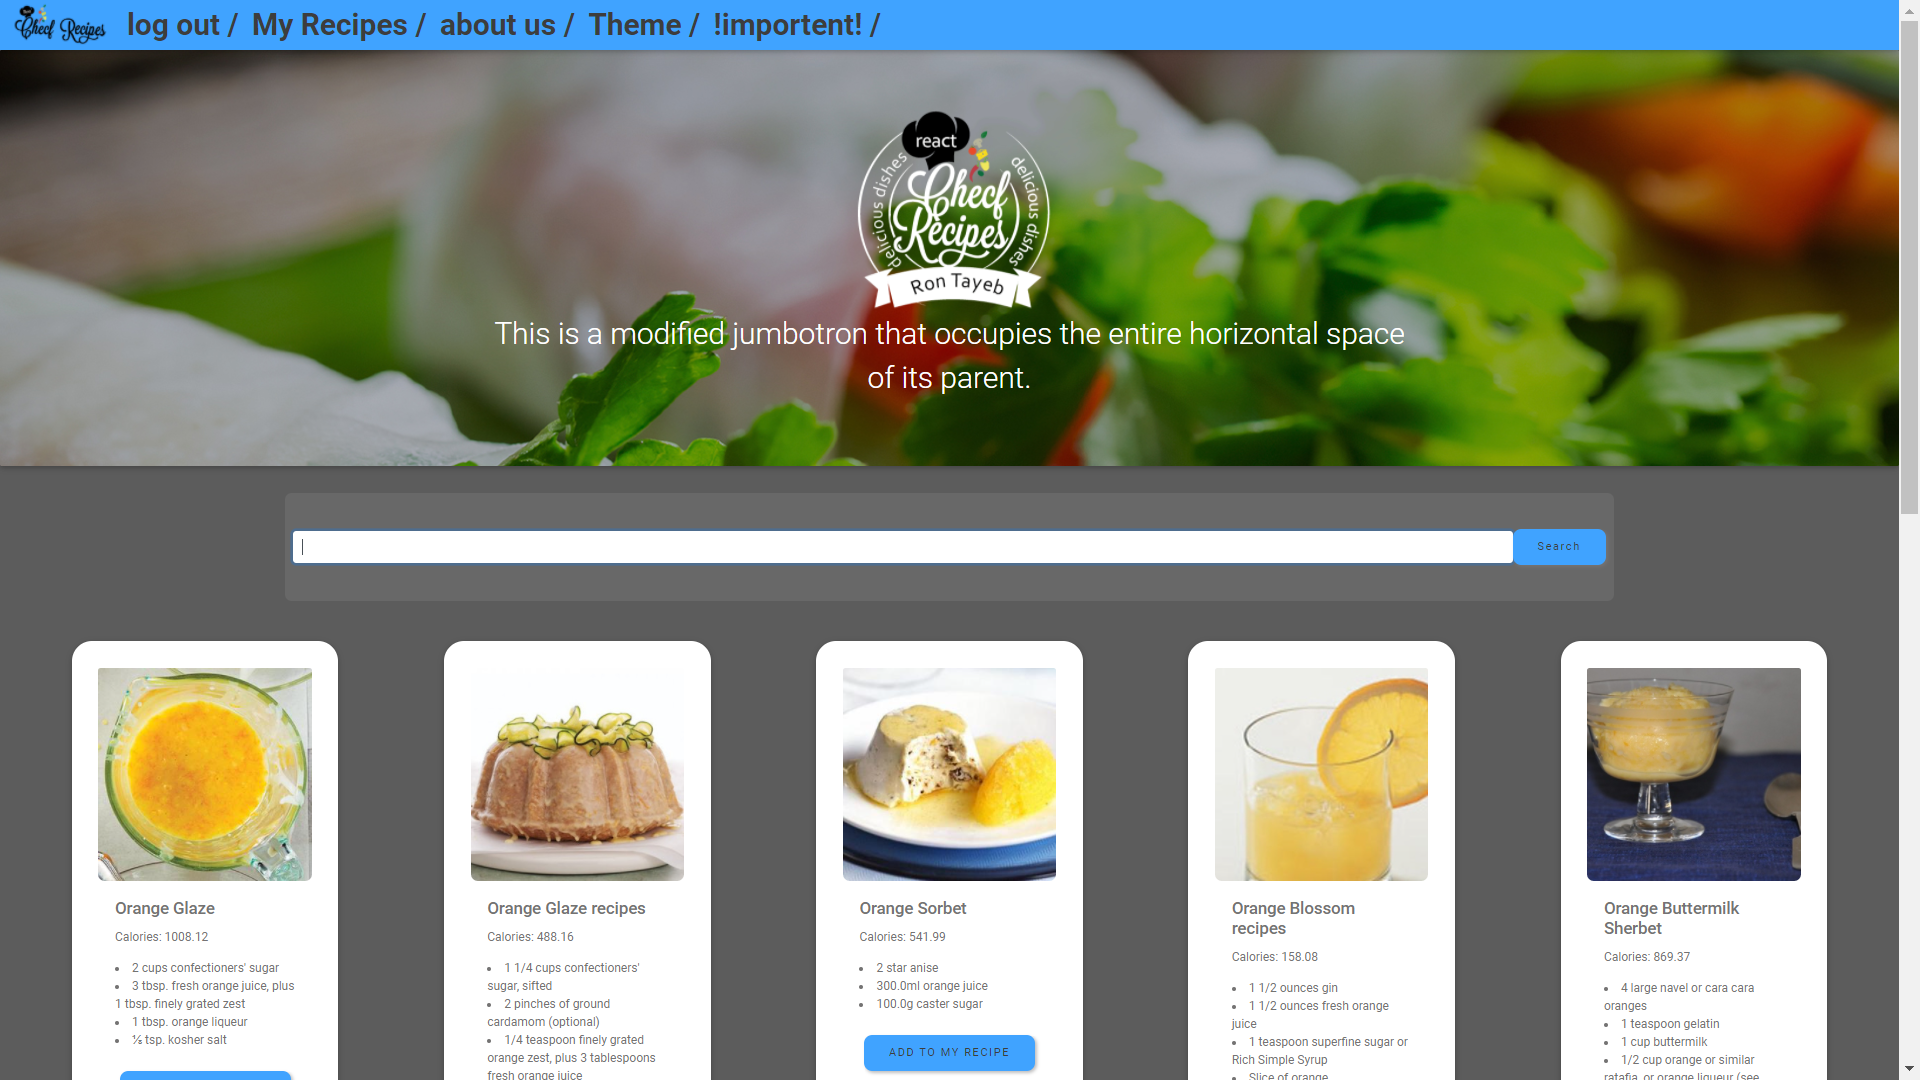 Checf Recipes
log out / My Recipes / about us / Theme / !importent! /
react
delicious dishes
Checf
Recipes
delicious dishes
Ron Tayeb
This is a modified jumbotron that occupies the entire horizontal space
of its parent.
Search
Orange Glaze
Calories: 1008.12
2 cups confectioners' sugar
3 tbsp. fresh orange juice, plus
1 tbsp. finely grated zest
1 tbsp. orange liqueur
⅛ tsp. kosher salt
Orange Glaze recipes
Calories: 488.16
1 1/4 cups confectioners'
sugar, sifted
2 pinches of ground
cardamom (optional)
1/4 teaspoon finely grated
orange zest, plus 3 tablespoons
fresh orange juice
Orange Sorbet
Calories: 541.99
2 star anise
300.0ml orange juice
100.0g caster sugar
ADD TO MY RECIPE
Orange Blossom
recipes
Calories: 158.08
1 1/2 ounces gin
1 1/2 ounces fresh orange
juice
1 teaspoon superfine sugar or
Rich Simple Syrup
Slice of orange
Orange Buttermilk
Sherbet
Calories: 869.37
4 large navel or cara cara
oranges
1 teaspoon gelatin
1 cup buttermilk
1/2 cup orange or similar
ratafia, or orange liqueur (see